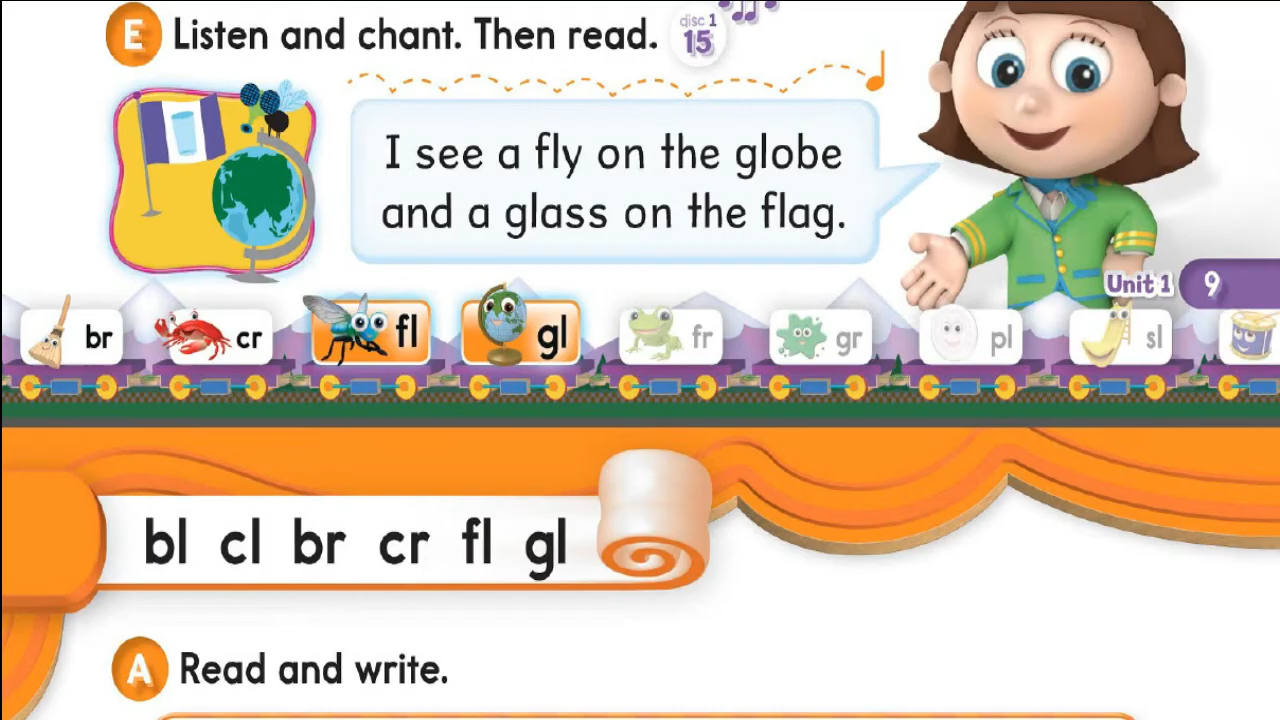 E Listen and chant. Then read.
disc 1
15
I see a fly on the globe
and a glass on the flag.
Unit 1 9
br cr fl gl fr gr pl sl
bl cl br cr fl gl
A Read and write.